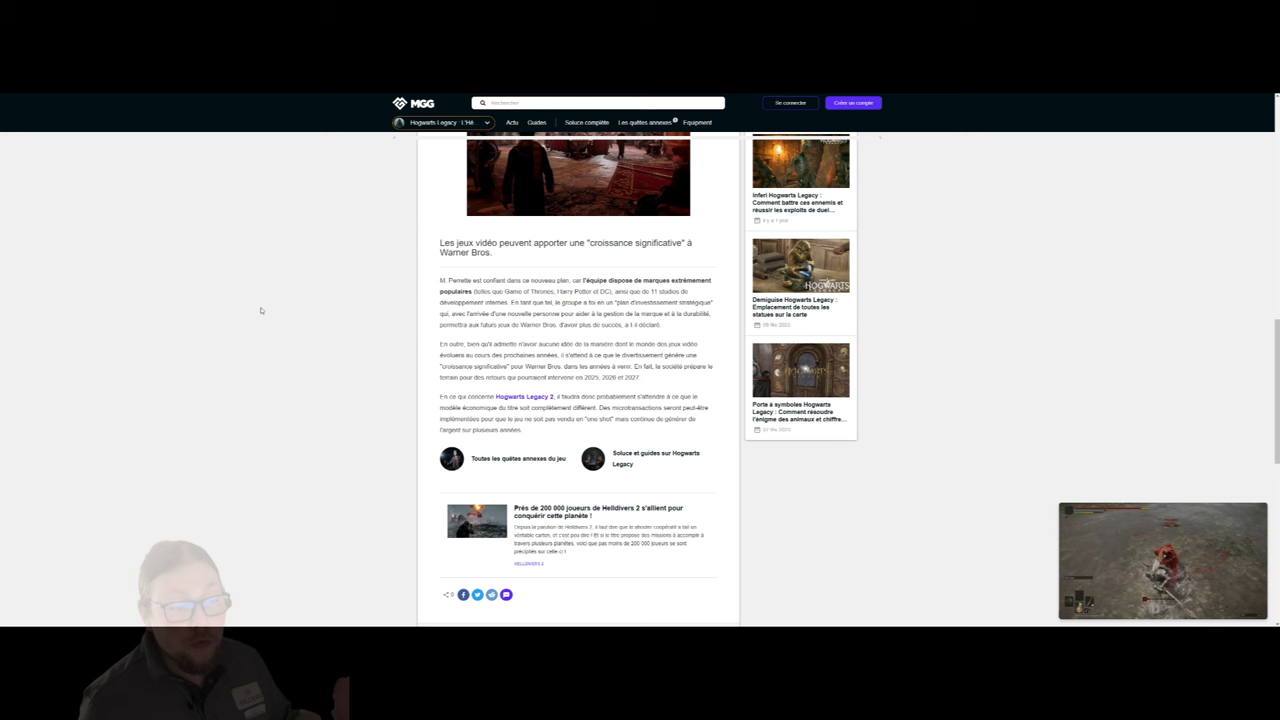 MGG
Rechercher
Se connecter
Créer un compte
Hogwarts Legacy : L'Hé
Actu
Guides
Soluce complète
Les quêtes annexes
Equipment
Les jeux vidéo peuvent apporter une "croissance significative" à
Warner Bros.
M. Perrette est confiant dans ce nouveau plan, car l'équipe dispose de marques extrêmement
populaires (telles que Game of Thrones, Harry Potter et DC), ainsi que de 11 studios de
développement internes. En tant que tel, le groupe a foi en un "plan d'investissement stratégique"
qui, avec l'arrivée d'une nouvelle personne pour aider à la gestion de la marque et à la durabilité,
permettra aux futurs jeux de Warner Bros. d'avoir plus de succès, a-t-il déclaré.
En outre, bien qu'il admette n'avoir aucune idée de la manière dont le monde des jeux vidéo
évoluera au cours des prochaines années, il s'attend à ce que le divertissement génère une
"croissance significative" pour Warner Bros. dans les années à venir. En fait, la société prépare le
terrain pour des retours qui pourraient intervenir en 2025, 2026 et 2027.
En ce qui concerne Hogwarts Legacy 2, il faudra donc probablement s'attendre à ce que le
modèle économique du titre soit complètement différent. Des microtransactions seront peut-être
implémentées pour que le jeu ne soit pas vendu en "one shot" mais continue de générer de
l'argent sur plusieurs années.
Toutes les quêtes annexes du jeu
Soluce et guides sur Hogwarts
Legacy
Près de 200 000 joueurs de Helldivers 2 s'allient pour
conquérir cette planète !
Depuis la parution de Helldivers 2, il faut dire que le shooter coopératif a fait un
véritable carton, et c'est peu dire ! Et si le titre propose des missions à accomplir à
travers plusieurs planètes, voici que pas moins de 200 000 joueurs se sont
précipités sur celle-ci !
HELLDIVERS 2
0
Inferi Hogwarts Legacy :
Comment battre ces ennemis et
réussir les exploits de duel...
Il y a 7 jours
HOGWARTS
Demiguise Hogwarts Legacy :
Emplacement de toutes les
statues sur la carte
2023
Porte à symboles Hogwarts
Legacy : Comment résoudre
l'énigme des animaux et chiffre...
2023